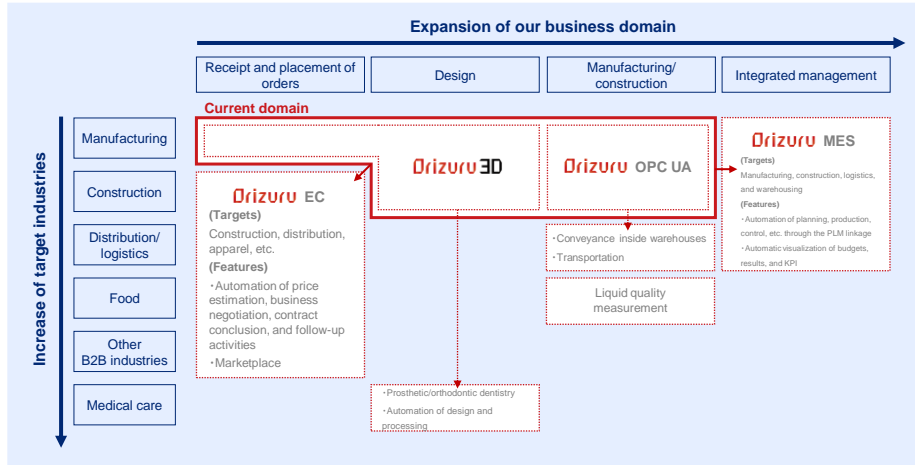 Expansion of our business domain
Receipt and placement of
orders
Design
Manufacturing/
construction
Integrated management
Increase of target industries
Current domain
Manufacturing
Construction
Distribution/
logistics
Food
Other
B2B industries
Medical care
Orizuru 3D
Orizuru OPC UA
Orizuru MES
(Targets)
Manufacturing, construction, logistics,
and warehousing
(Features)
・Automation of planning, production,
control, etc. through the PLM linkage
・Automatic visualization of budgets,
results, and KPI
Orizuru EC
(Targets)
Construction, distribution,
apparel, etc.
(Features)
・Automation of price
estimation, business
negotiation, contract
conclusion, and follow-up
activities
・Marketplace
・Conveyance inside warehouses
・Transportation
Liquid quality
measurement
・Prosthetic/orthodontic dentistry
・Automation of design and
processing